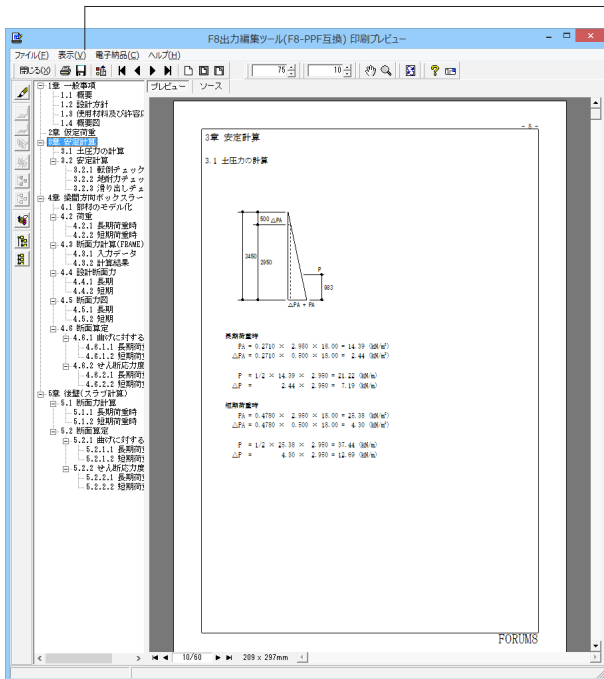 F8出力編集ツール(F8-PPF互換) 印刷プレビュー
ファイル(F) 表示(V) 電子納品(C) ヘルプ(H)
閉じる(X) 75 10
プレビュー ソース
1章 一般事項
1.1 概要
1.2 設計方針
1.3 使用材料及び許容
1.4 概要図
2章 仮定荷重
3章 安定計算
3.1 土圧力の計算
3.2 安定計算
3.2.1 転倒チェック
3.2.2 地耐力チェッ
3.2.3 滑り出しチェ
4章 梁間方向ボックスラー
4.1 部材のモデル化
4.2 荷重
4.2.1 長期荷重時
4.2.2 短期荷重時
4.3 断面力計算(FRAME)
4.3.1 入力データ
4.3.2 計算結果
4.4 設計断面力
4.4.1 長期
4.4.2 短期
4.5 断面力図
4.5.1 長期
4.5.2 短期
4.6 断面算定
4.6.1 曲げに対する
4.6.1.1 長期荷
4.6.1.2 短期荷
4.6.2 せん断応力度
4.6.2.1 長期荷
4.6.2.2 短期荷
5章 後壁(スラブ計算)
5.1 断面力計算
5.1.1 長期荷重時
5.1.2 短期荷重時
5.2 断面算定
5.2.1 曲げに対する
5.2.1.1 長期荷
5.2.1.2 短期荷
5.2.2 せん断応力度
5.2.2.1 長期荷
5.2.2.2 短期荷
3章 安定計算
3.1 土圧力の計算
500 △PA
3450 2950
P
983
△PA + PA
長期荷重時
PA = 0.2710 × 2.950 × 18.00 = 14.39 (kN/m²)
△PA = 0.2710 × 0.500 × 18.00 = 2.44 (kN/m²)
P = 1/2 × 14.39 × 2.950 = 21.22 (kN/m)
△P = 2.44 × 2.950 = 7.19 (kN/m)
短期荷重時
PA = 0.4780 × 2.950 × 18.00 = 25.38 (kN/m²)
△PA = 0.4780 × 0.500 × 18.00 = 4.30 (kN/m²)
P = 1/2 × 25.38 × 2.950 = 37.44 (kN/m)
△P = 4.30 × 2.950 = 12.69 (kN/m)
FORUM8
10/60 209 x 297mm